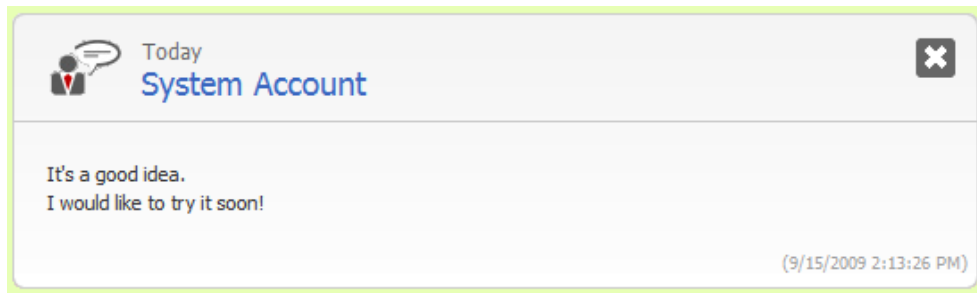 Today
System Account
It's a good idea.
I would like to try it soon!
(9/15/2009 2:13:26 PM)